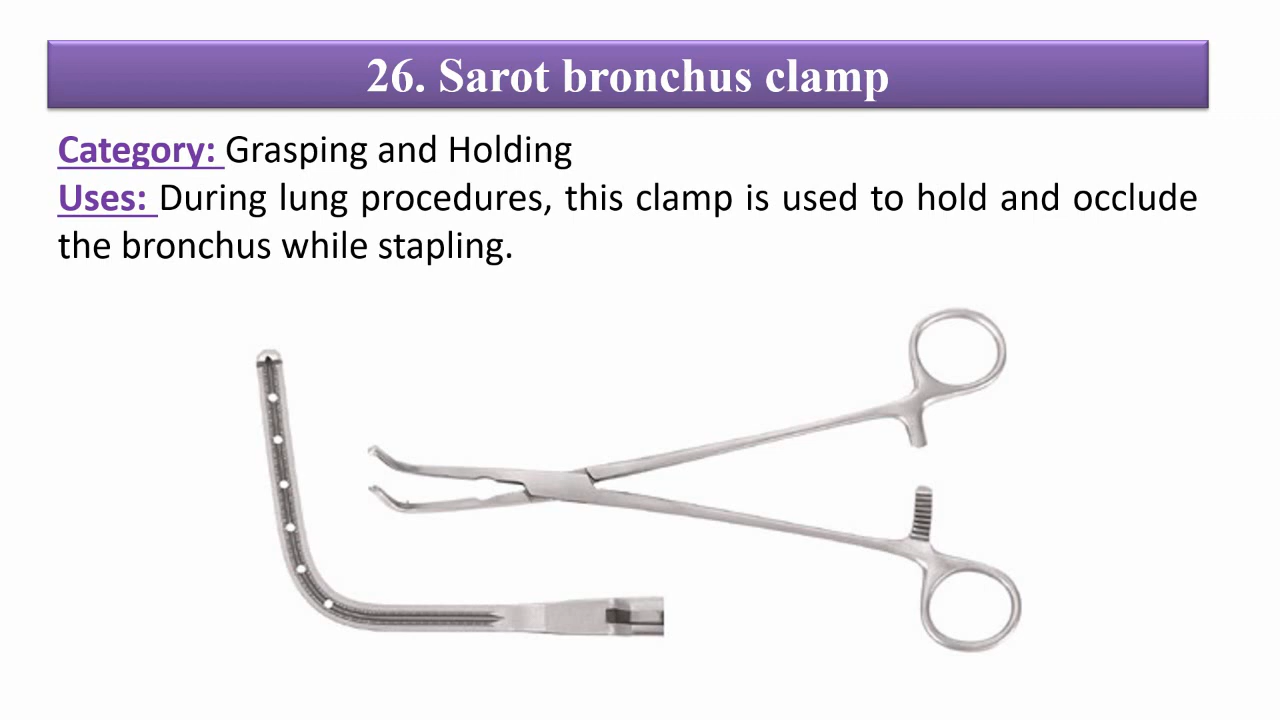 26. Sarot bronchus clamp
Category: Grasping and Holding
Uses: During lung procedures, this clamp is used to hold and occlude
the bronchus while stapling.